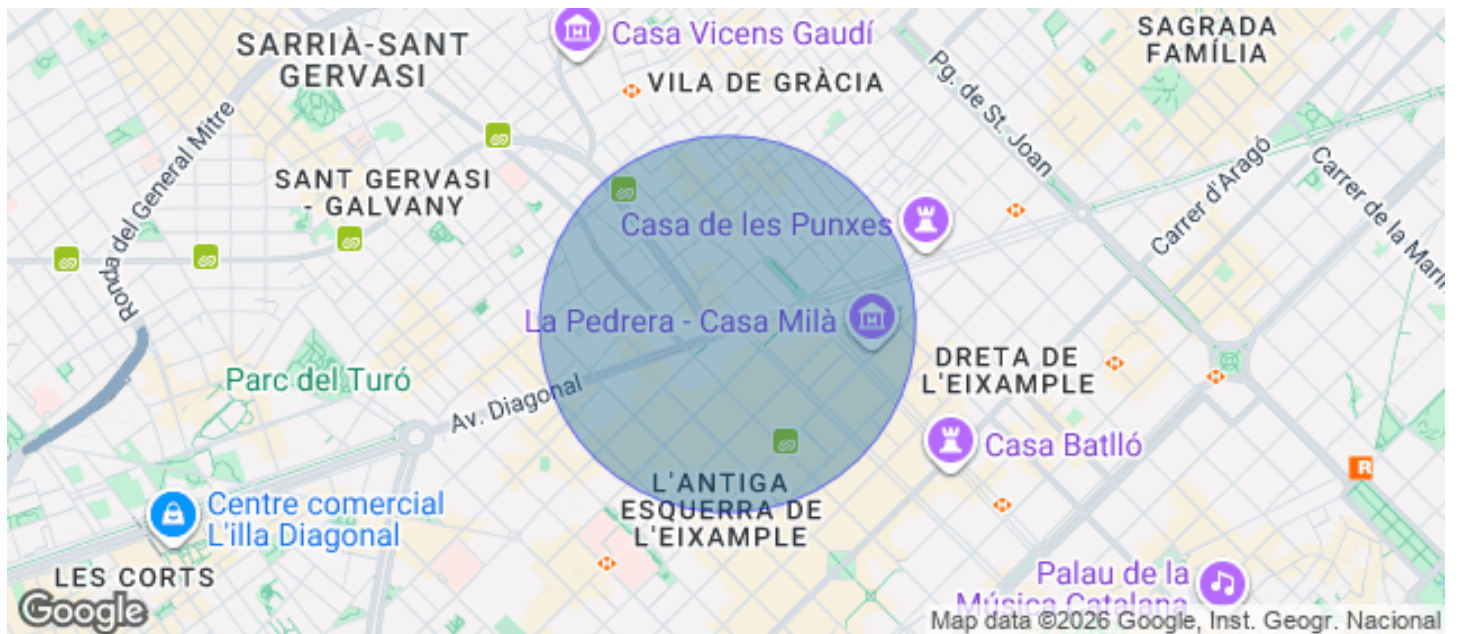 SARRIÀ-SANT
GERVASI
Casa Vicens Gaudí
VILA DE GRÀCIA
SAGRADA
FAMÍLIA
Pg. de St. Joan
Ronda del General Mitre
SANT GERVASI
- GALVANY
Casa de les Punxes
Carrer d'Aragó
Carrer de la Marin
La Pedrera - Casa Milà
Parc del Turó
Av. Diagonal
DRETA DE
L'EIXAMPLE
Casa Batlló
L'ANTIGA
ESQUERRA DE
L'EIXAMPLE
Centre comercial
L'illa Diagonal
R
LES CORTS
Palau de la
Música Catalana
Google
Map data ©2026 Google, Inst. Geogr. Nacional